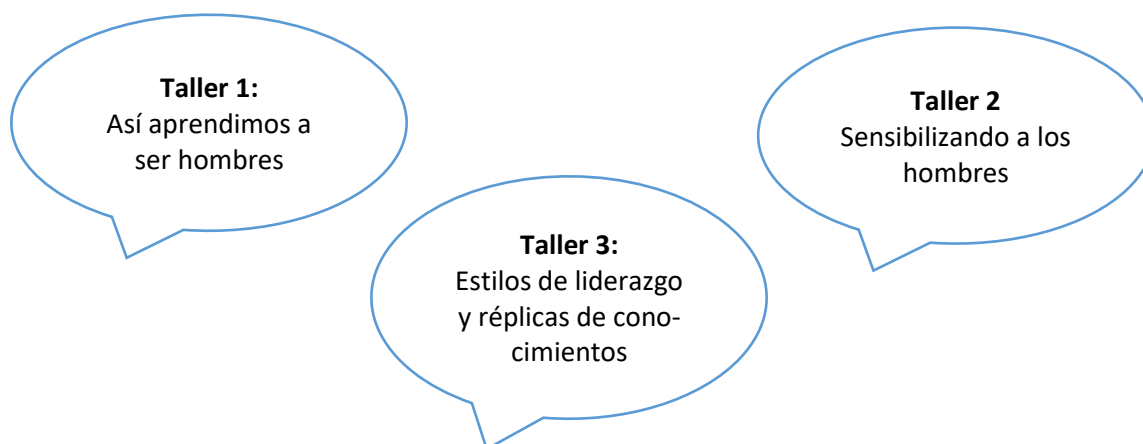 Taller 1:
Así aprendimos a
ser hombres
Taller 2
Sensibilizando a los
hombres
Taller 3:
Estilos de liderazgo
y réplicas de cono-
cimientos